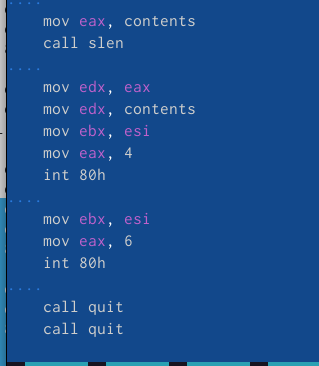 mov eax, contents
call slen
mov edx, eax
mov edx, contents
mov ebx, esi
mov eax, 4
int 80h
mov ebx, esi
mov eax, 6
int 80h
call quit
call quit